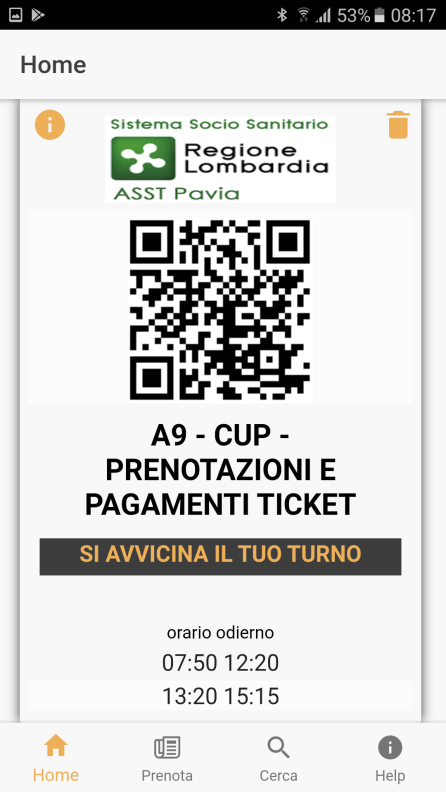 53% 08:17
Home
Sistema Socio Sanitario
Regione
Lombardia
ASST Pavia
A9 - CUP -
PRENOTAZIONI E
PAGAMENTI TICKET
SI AVVICINA IL TUO TURNO
orario odierno
07:50 12:20
13:20 15:15
Home Prenota Cerca Help